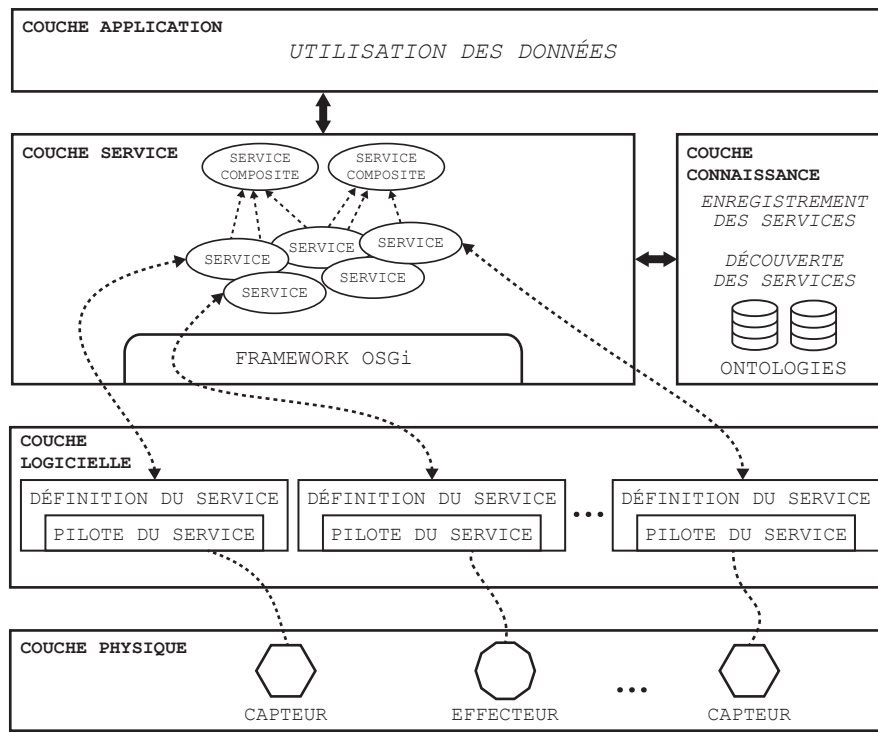 COUCHE APPLICATION
UTILISATION DES DONNÉES
COUCHE SERVICE
SERVICE
COMPOSITE
SERVICE
COMPOSITE
SERVICE
SERVICE
SERVICE
SERVICE
SERVICE
FRAMEWORK OSGi
COUCHE
CONNAISSANCE
ENREGISTREMENT
DES SERVICES
DÉCOUVERTE
DES SERVICES
ONTOLOGIES
COUCHE
LOGICIELLE
DÉFINITION DU SERVICE
PILOTE DU SERVICE
DÉFINITION DU SERVICE
PILOTE DU SERVICE
...
DÉFINITION DU SERVICE
PILOTE DU SERVICE
COUCHE PHYSIQUE
CAPTEUR
EFFECTEUR
...
CAPTEUR